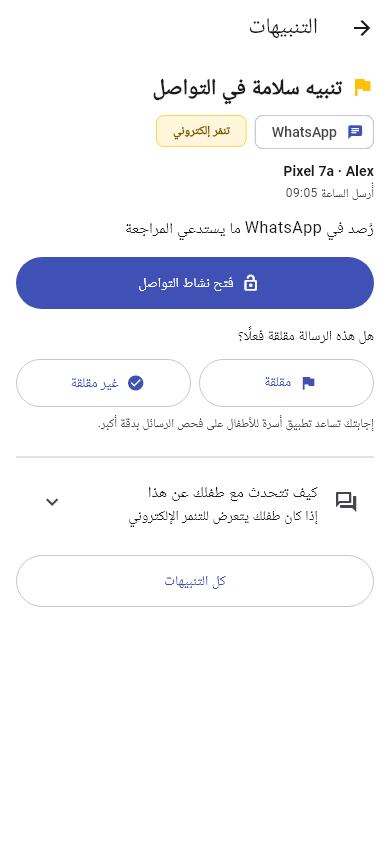 التنبيهات
تنبيه سلامة في التواصل
WhatsApp
تنمّر إلكتروني
Pixel 7a · Alex
أُرسل الساعة 09:05
رُصد في WhatsApp ما يستدعي المراجعة
فتح نشاط التواصل
هل هذه الرسالة مقلقة فعلًا؟
مقلقة
غير مقلقة
إجابتك تساعد تطبيق أسرة للأطفال على فحص الرسائل بدقة أكبر.
كيف تتحدث مع طفلك عن هذا
إذا كان طفلك يتعرض للتنمر الإلكتروني
كل التنبيهات